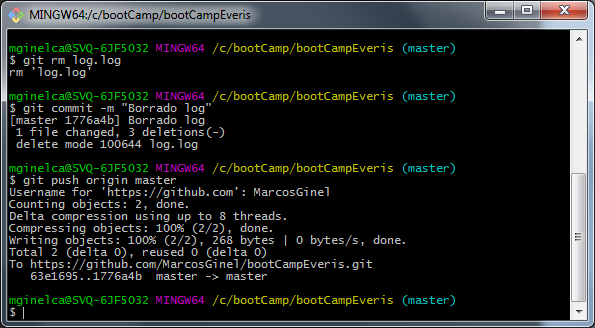 MINGW64:/c/bootCamp/bootCampEveris
mginelca@SVQ-6JF5032 MINGW64 /c/bootCamp/bootCampEveris (master)
$ git rm log.log
rm 'log.log'
mginelca@SVQ-6JF5032 MINGW64 /c/bootCamp/bootCampEveris (master)
$ git commit -m "Borrado log"
[master 1776a4b] Borrado log
 1 file changed, 3 deletions(-)
 delete mode 100644 log.log
mginelca@SVQ-6JF5032 MINGW64 /c/bootCamp/bootCampEveris (master)
$ git push origin master
Username for 'https://github.com': MarcosGinel
Counting objects: 2, done.
Delta compression using up to 8 threads.
Compressing objects: 100% (2/2), done.
Writing objects: 100% (2/2), 268 bytes | 0 bytes/s, done.
Total 2 (delta 0), reused 0 (delta 0)
To https://github.com/MarcosGinel/bootCampEveris.git
   63e1695..1776a4b  master -> master
mginelca@SVQ-6JF5032 MINGW64 /c/bootCamp/bootCampEveris (master)
$